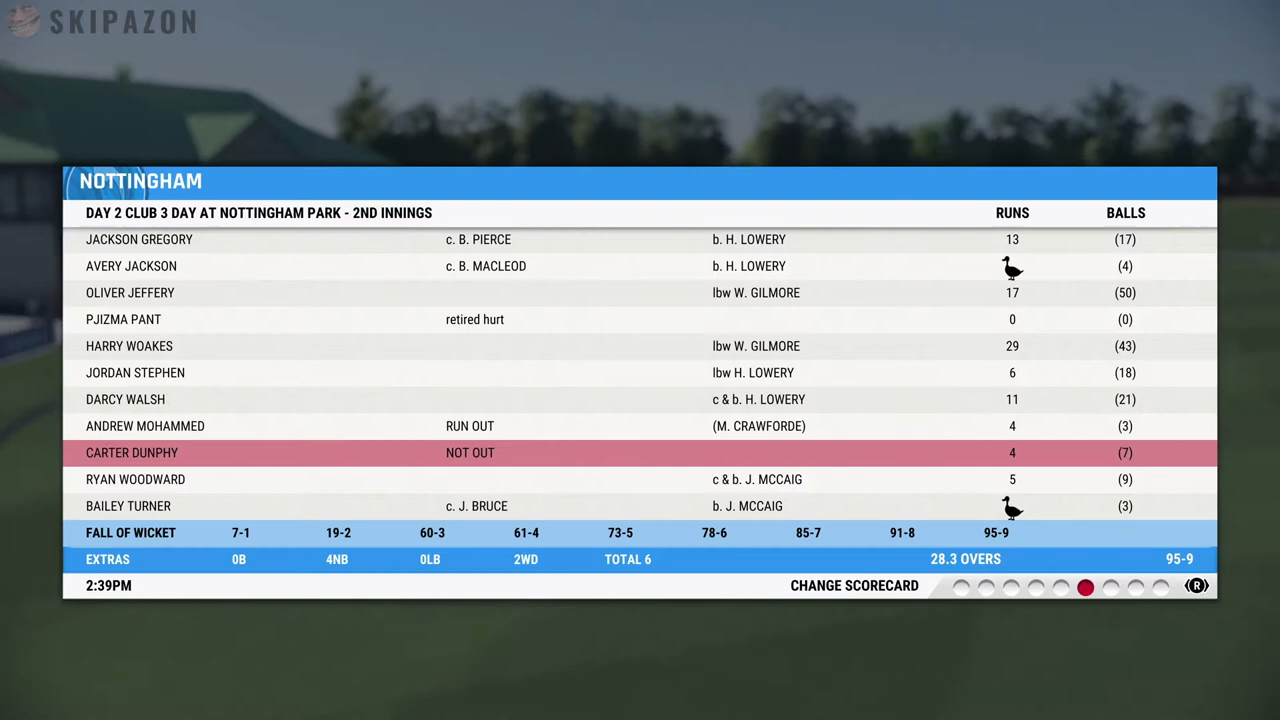 SKIPAZON
NOTTINGHAM
DAY 2 CLUB 3 DAY AT NOTTINGHAM PARK - 2ND INNINGS RUNS BALLS
JACKSON GREGORY c. B. PIERCE b. H. LOWERY 13 (17)
AVERY JACKSON c. B. MACLEOD b. H. LOWERY (4)
OLIVER JEFFERY lbw W. GILMORE 17 (50)
PJIZMA PANT retired hurt 0 (0)
HARRY WOAKES lbw W. GILMORE 29 (43)
JORDAN STEPHEN lbw H. LOWERY 6 (18)
DARCY WALSH c & b. H. LOWERY 11 (21)
ANDREW MOHAMMED RUN OUT (M. CRAWFORDE) 4 (3)
CARTER DUNPHY NOT OUT 4 (7)
RYAN WOODWARD c & b. J. MCCAIG 5 (9)
BAILEY TURNER c. J. BRUCE b. J. MCCAIG (3)
FALL OF WICKET 7-1 19-2 60-3 61-4 73-5 78-6 85-7 91-8 95-9
EXTRAS 0B 4NB 0LB 2WD TOTAL 6 28.3 OVERS 95-9
2:39PM CHANGE SCORECARD R